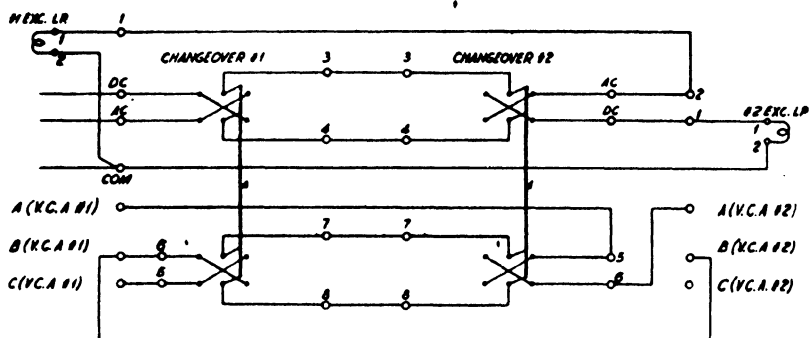 #1 EXC. LR
1
1
2
CHANGEOVER #1
3
3
CHANGEOVER #2
DC
AC
2
AC
DC
1
#2 EXC. LP
1
2
4
4
COM
A (V.C.A #1)
A (V.C.A #2)
7
7
B (V.C.A #1)
6
5
B (V.C.A #2)
C (V.C.A #1)
5
6
C (V.C.A. #2)
8
8